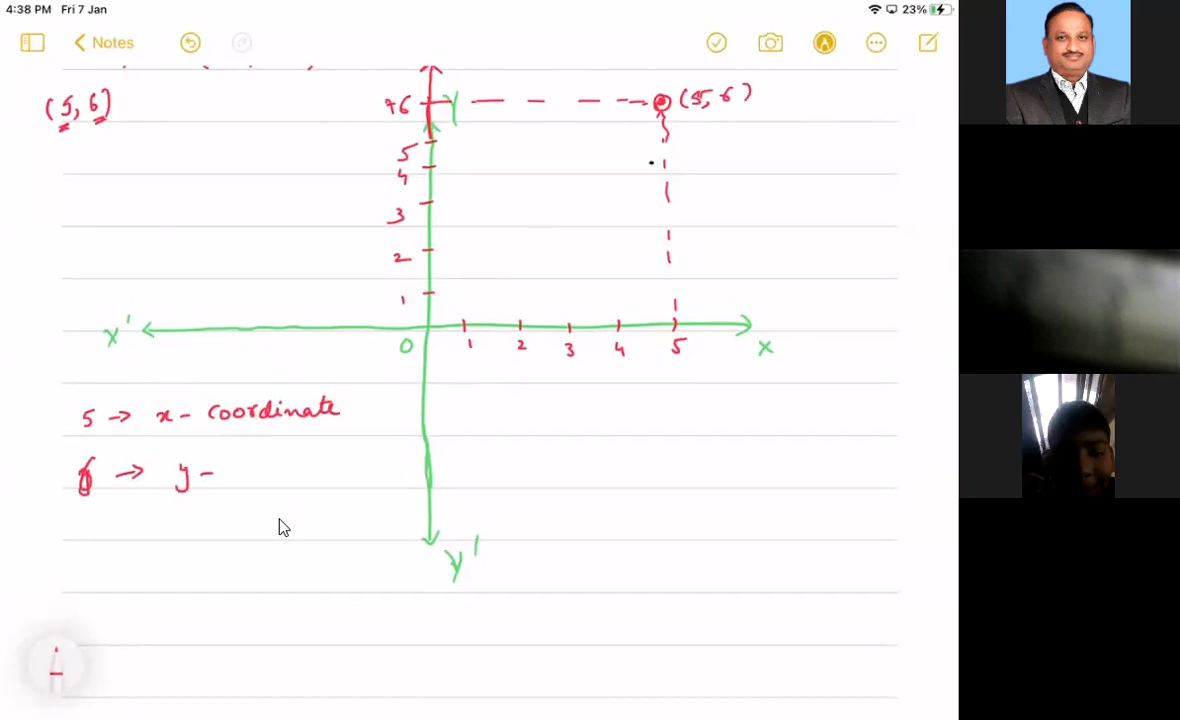 4:38 PM Fri 7 Jan
23%
Notes
(5, 6)
+6
Y
(5, 6)
5
4
3
2
1
X'
0
1 2 3 4 5
X
5 → x - coordinate
6 → y -
Y'